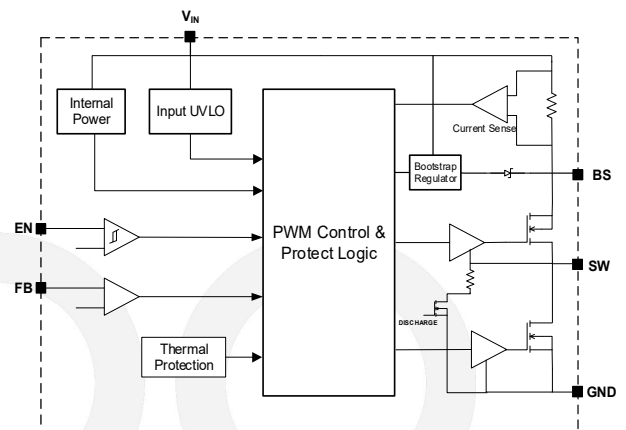 VIN
Internal
Power
Input UVLO
Current Sense
Bootstrap
Regulator
BS
EN
PWM Control &
Protect Logic
SW
FB
DISCHARGE
Thermal
Protection
GND